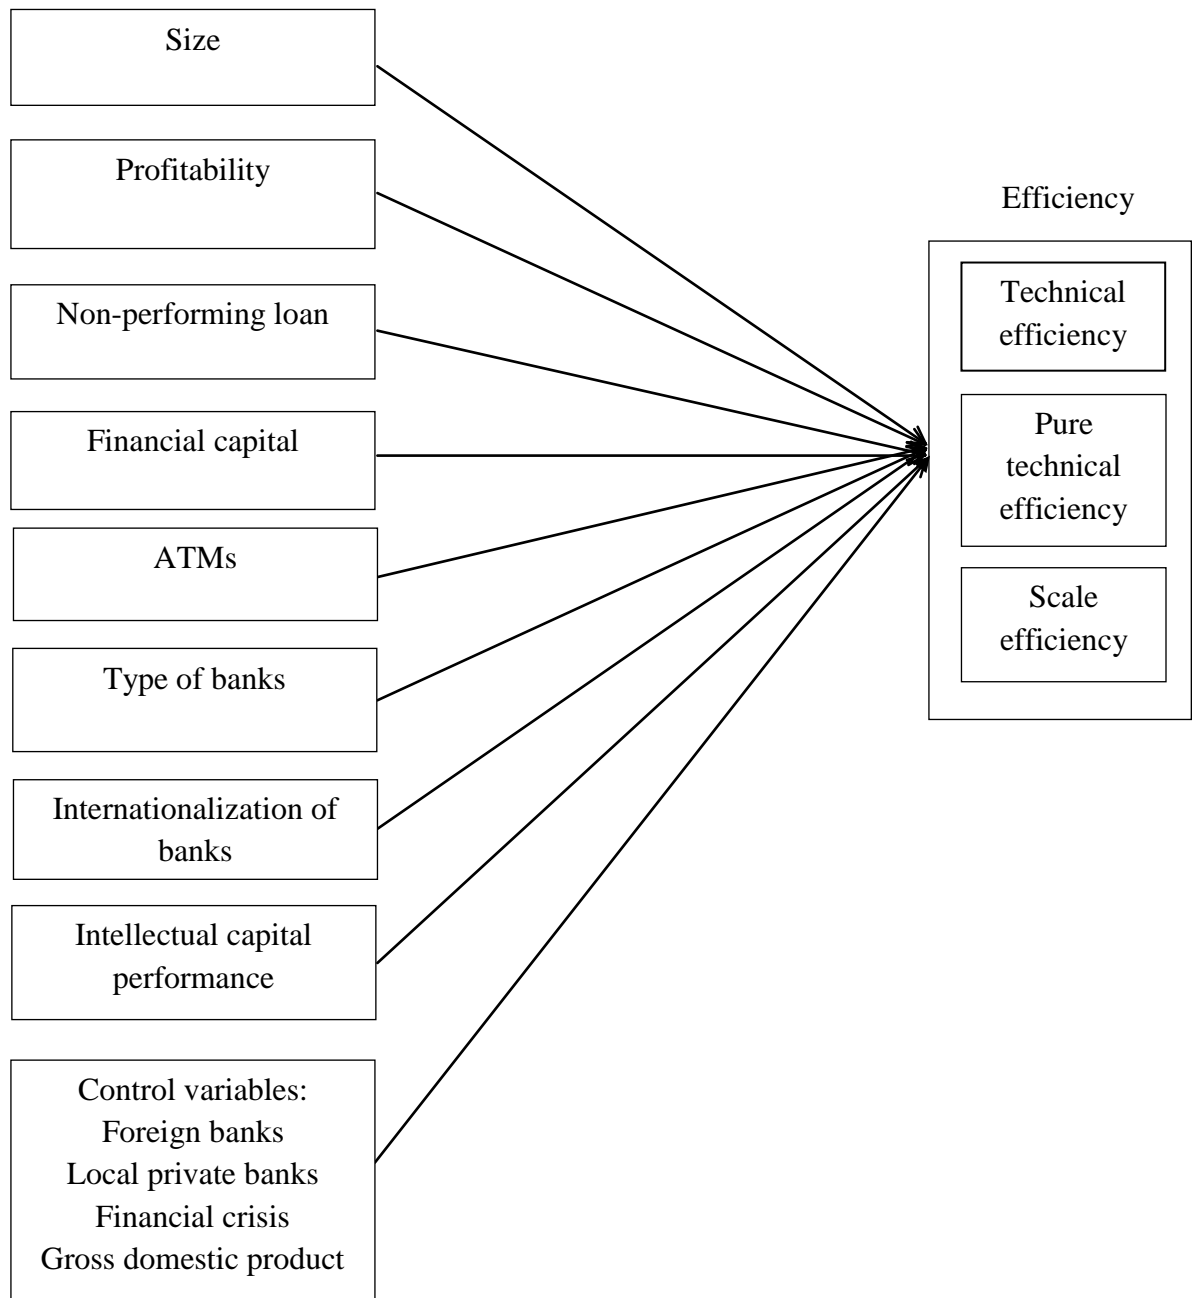 Size
Profitability
Non-performing loan
Financial capital
ATMs
Type of banks
Internationalization of
banks
Intellectual capital
performance
Control variables:
Foreign banks
Local private banks
Financial crisis
Gross domestic product
Efficiency
Technical
efficiency
Pure
technical
efficiency
Scale
efficiency